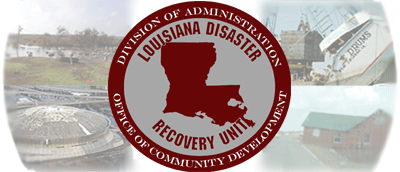 DIVISION OF ADMINISTRATION
LOUISIANA DISASTER
RECOVERY UNIT
OFFICE OF COMMUNITY DEVELOPMENT